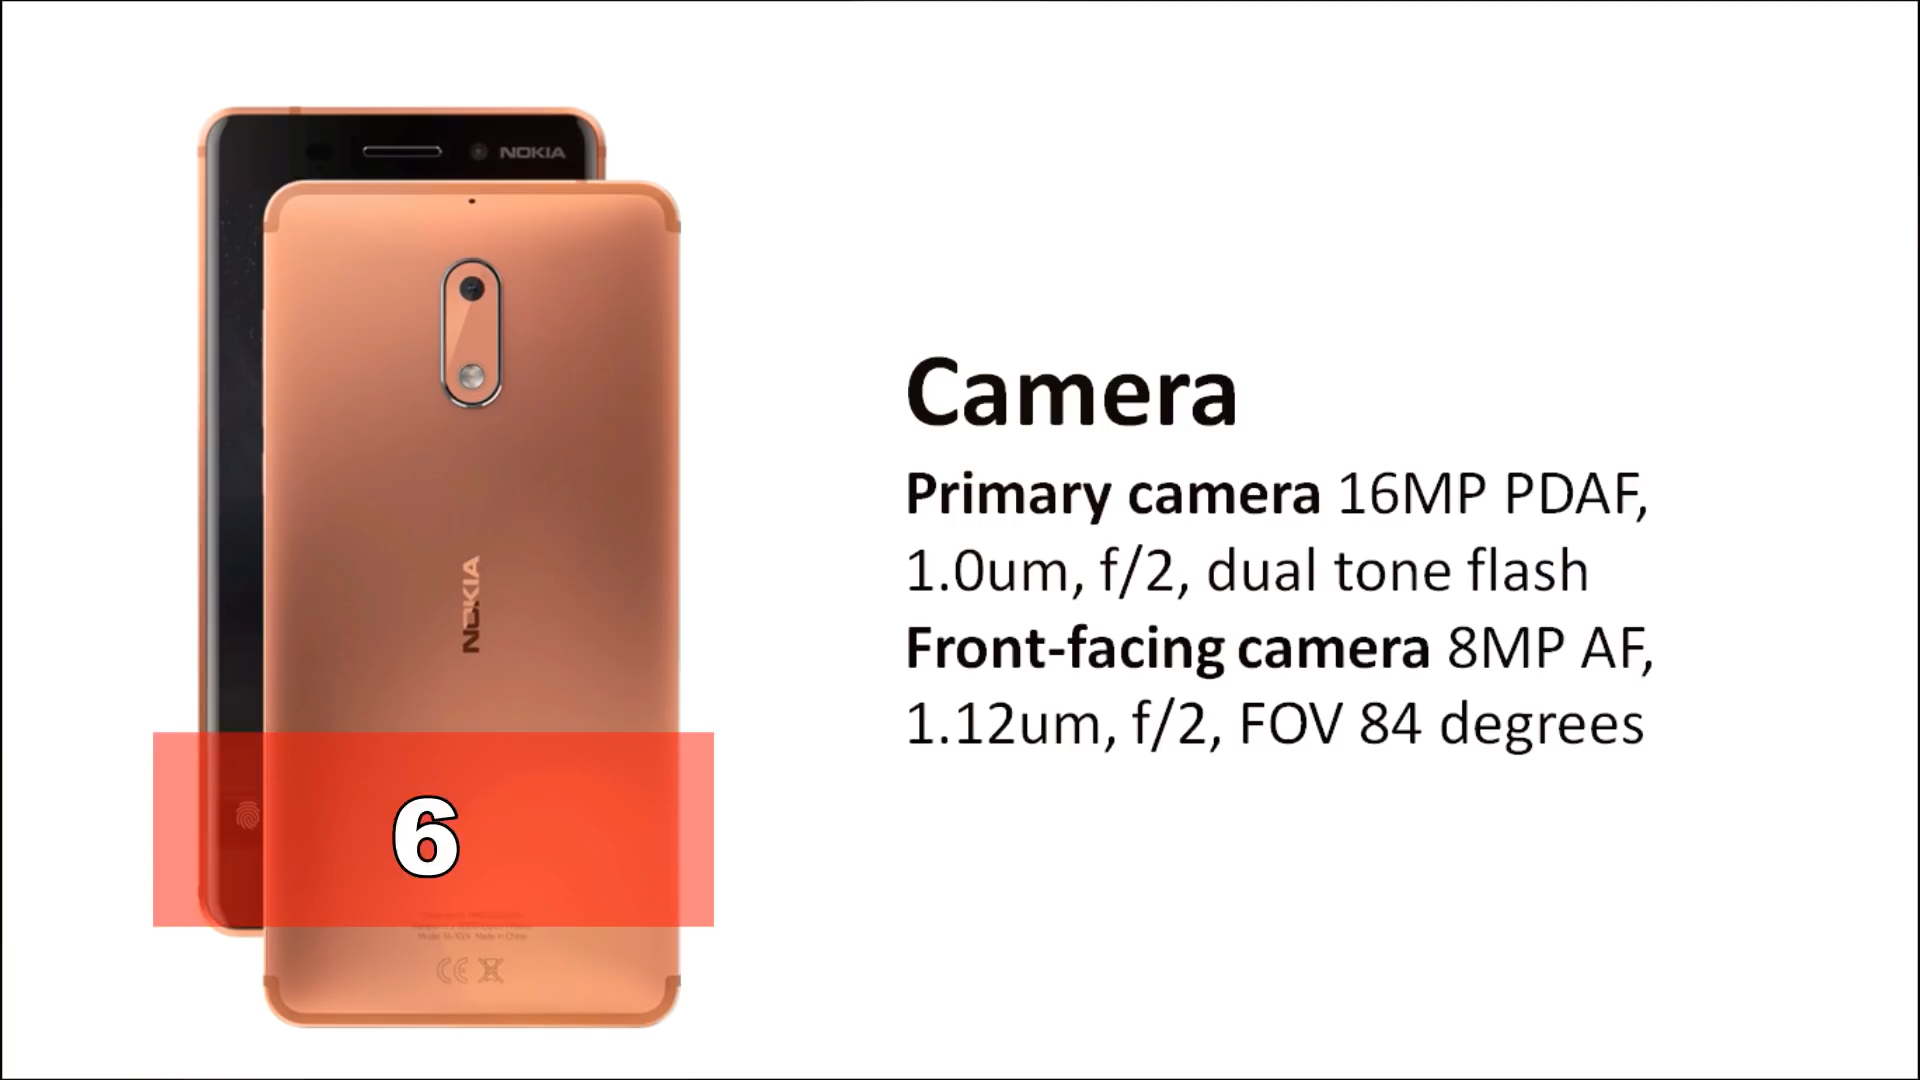 NOKIA
NOKIA
6
Camera
Primary camera 16MP PDAF,
1.0um, f/2, dual tone flash
Front-facing camera 8MP AF,
1.12um, f/2, FOV 84 degrees